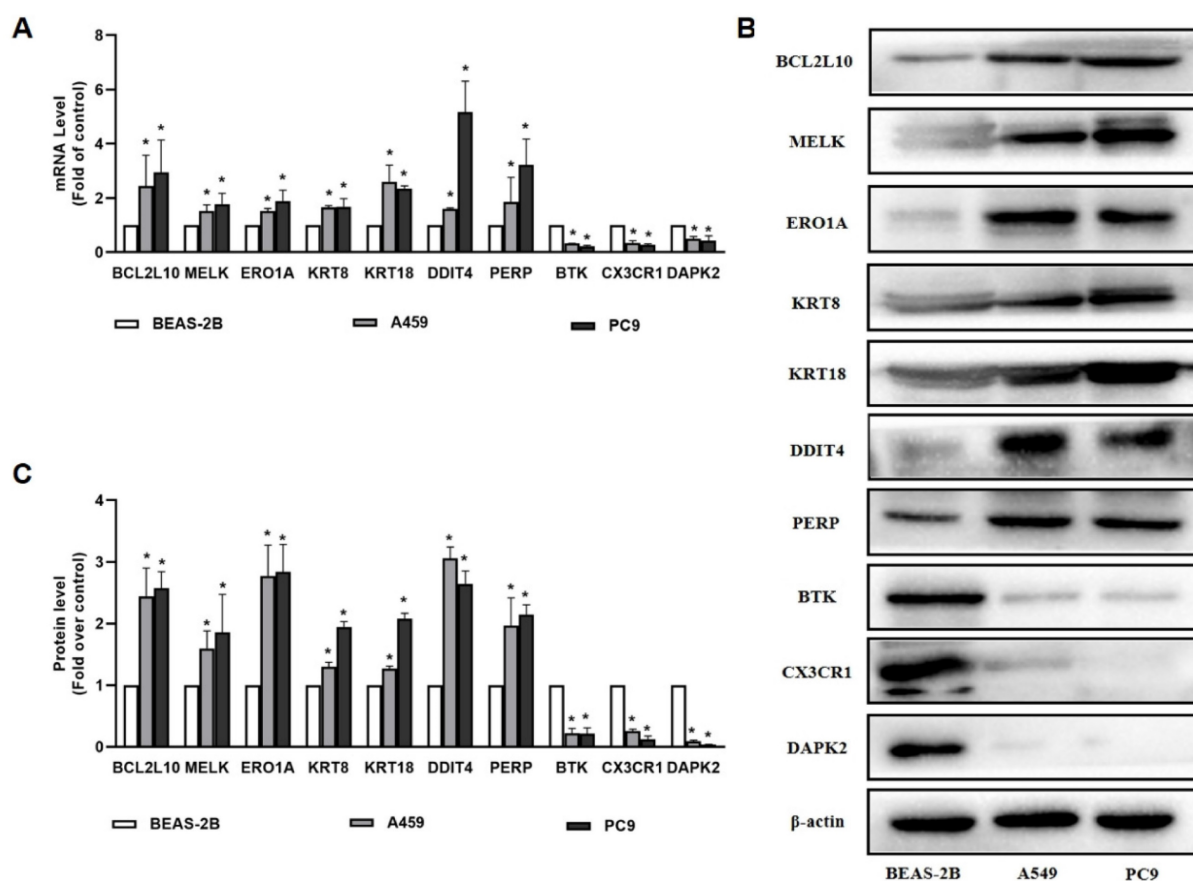 A
mRNA Level
(Fold of control)
8
6
4
2
0
* * * * * * * * * * * * * * * * * * * *
BCL2L10 MELK ERO1A KRT8 KRT18 DDIT4 PERP BTK CX3CR1 DAPK2
BEAS-2B A459 PC9
C
Protein level
(Fold over control)
4
3
2
1
0
* * * * * * * * * * * * * * * * * * * *
BCL2L10 MELK ERO1A KRT8 KRT18 DDIT4 PERP BTK CX3CR1 DAPK2
BEAS-2B A459 PC9
B
BCL2L10
MELK
ERO1A
KRT8
KRT18
DDIT4
PERP
BTK
CX3CR1
DAPK2
β-actin
BEAS-2B A549 PC9